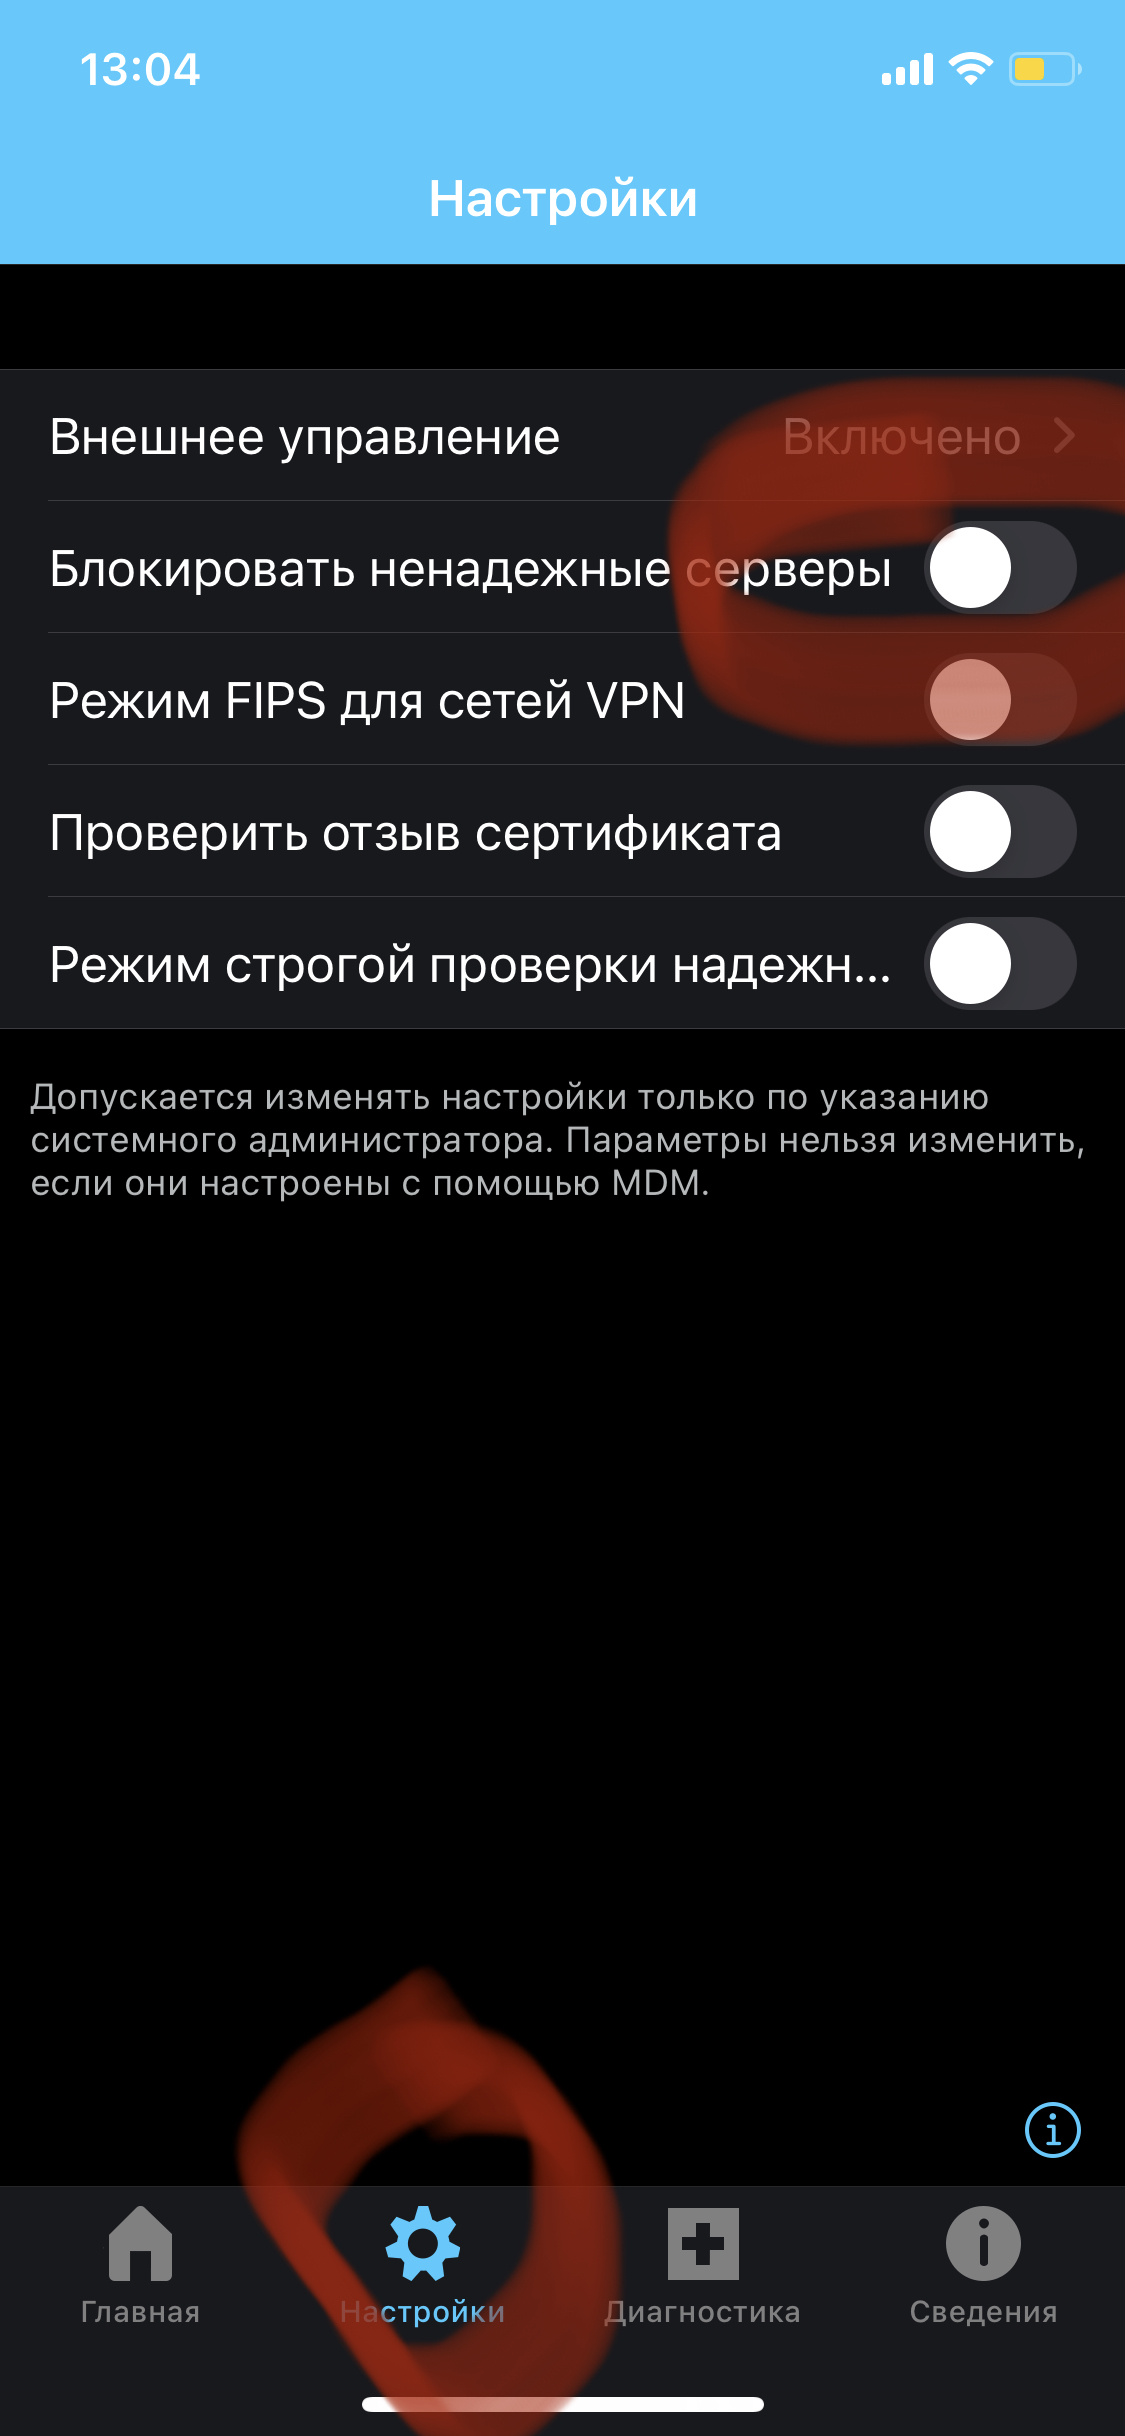 13:04
Настройки
Внешнее управление Включено
Блокировать ненадежные серверы
Режим FIPS для сетей VPN
Проверить отзыв сертификата
Режим строгой проверки надежн...
Допускается изменять настройки только по указанию
системного администратора. Параметры нельзя изменить,
если они настроены с помощью MDM.
Главная Настройки Диагностика Сведения